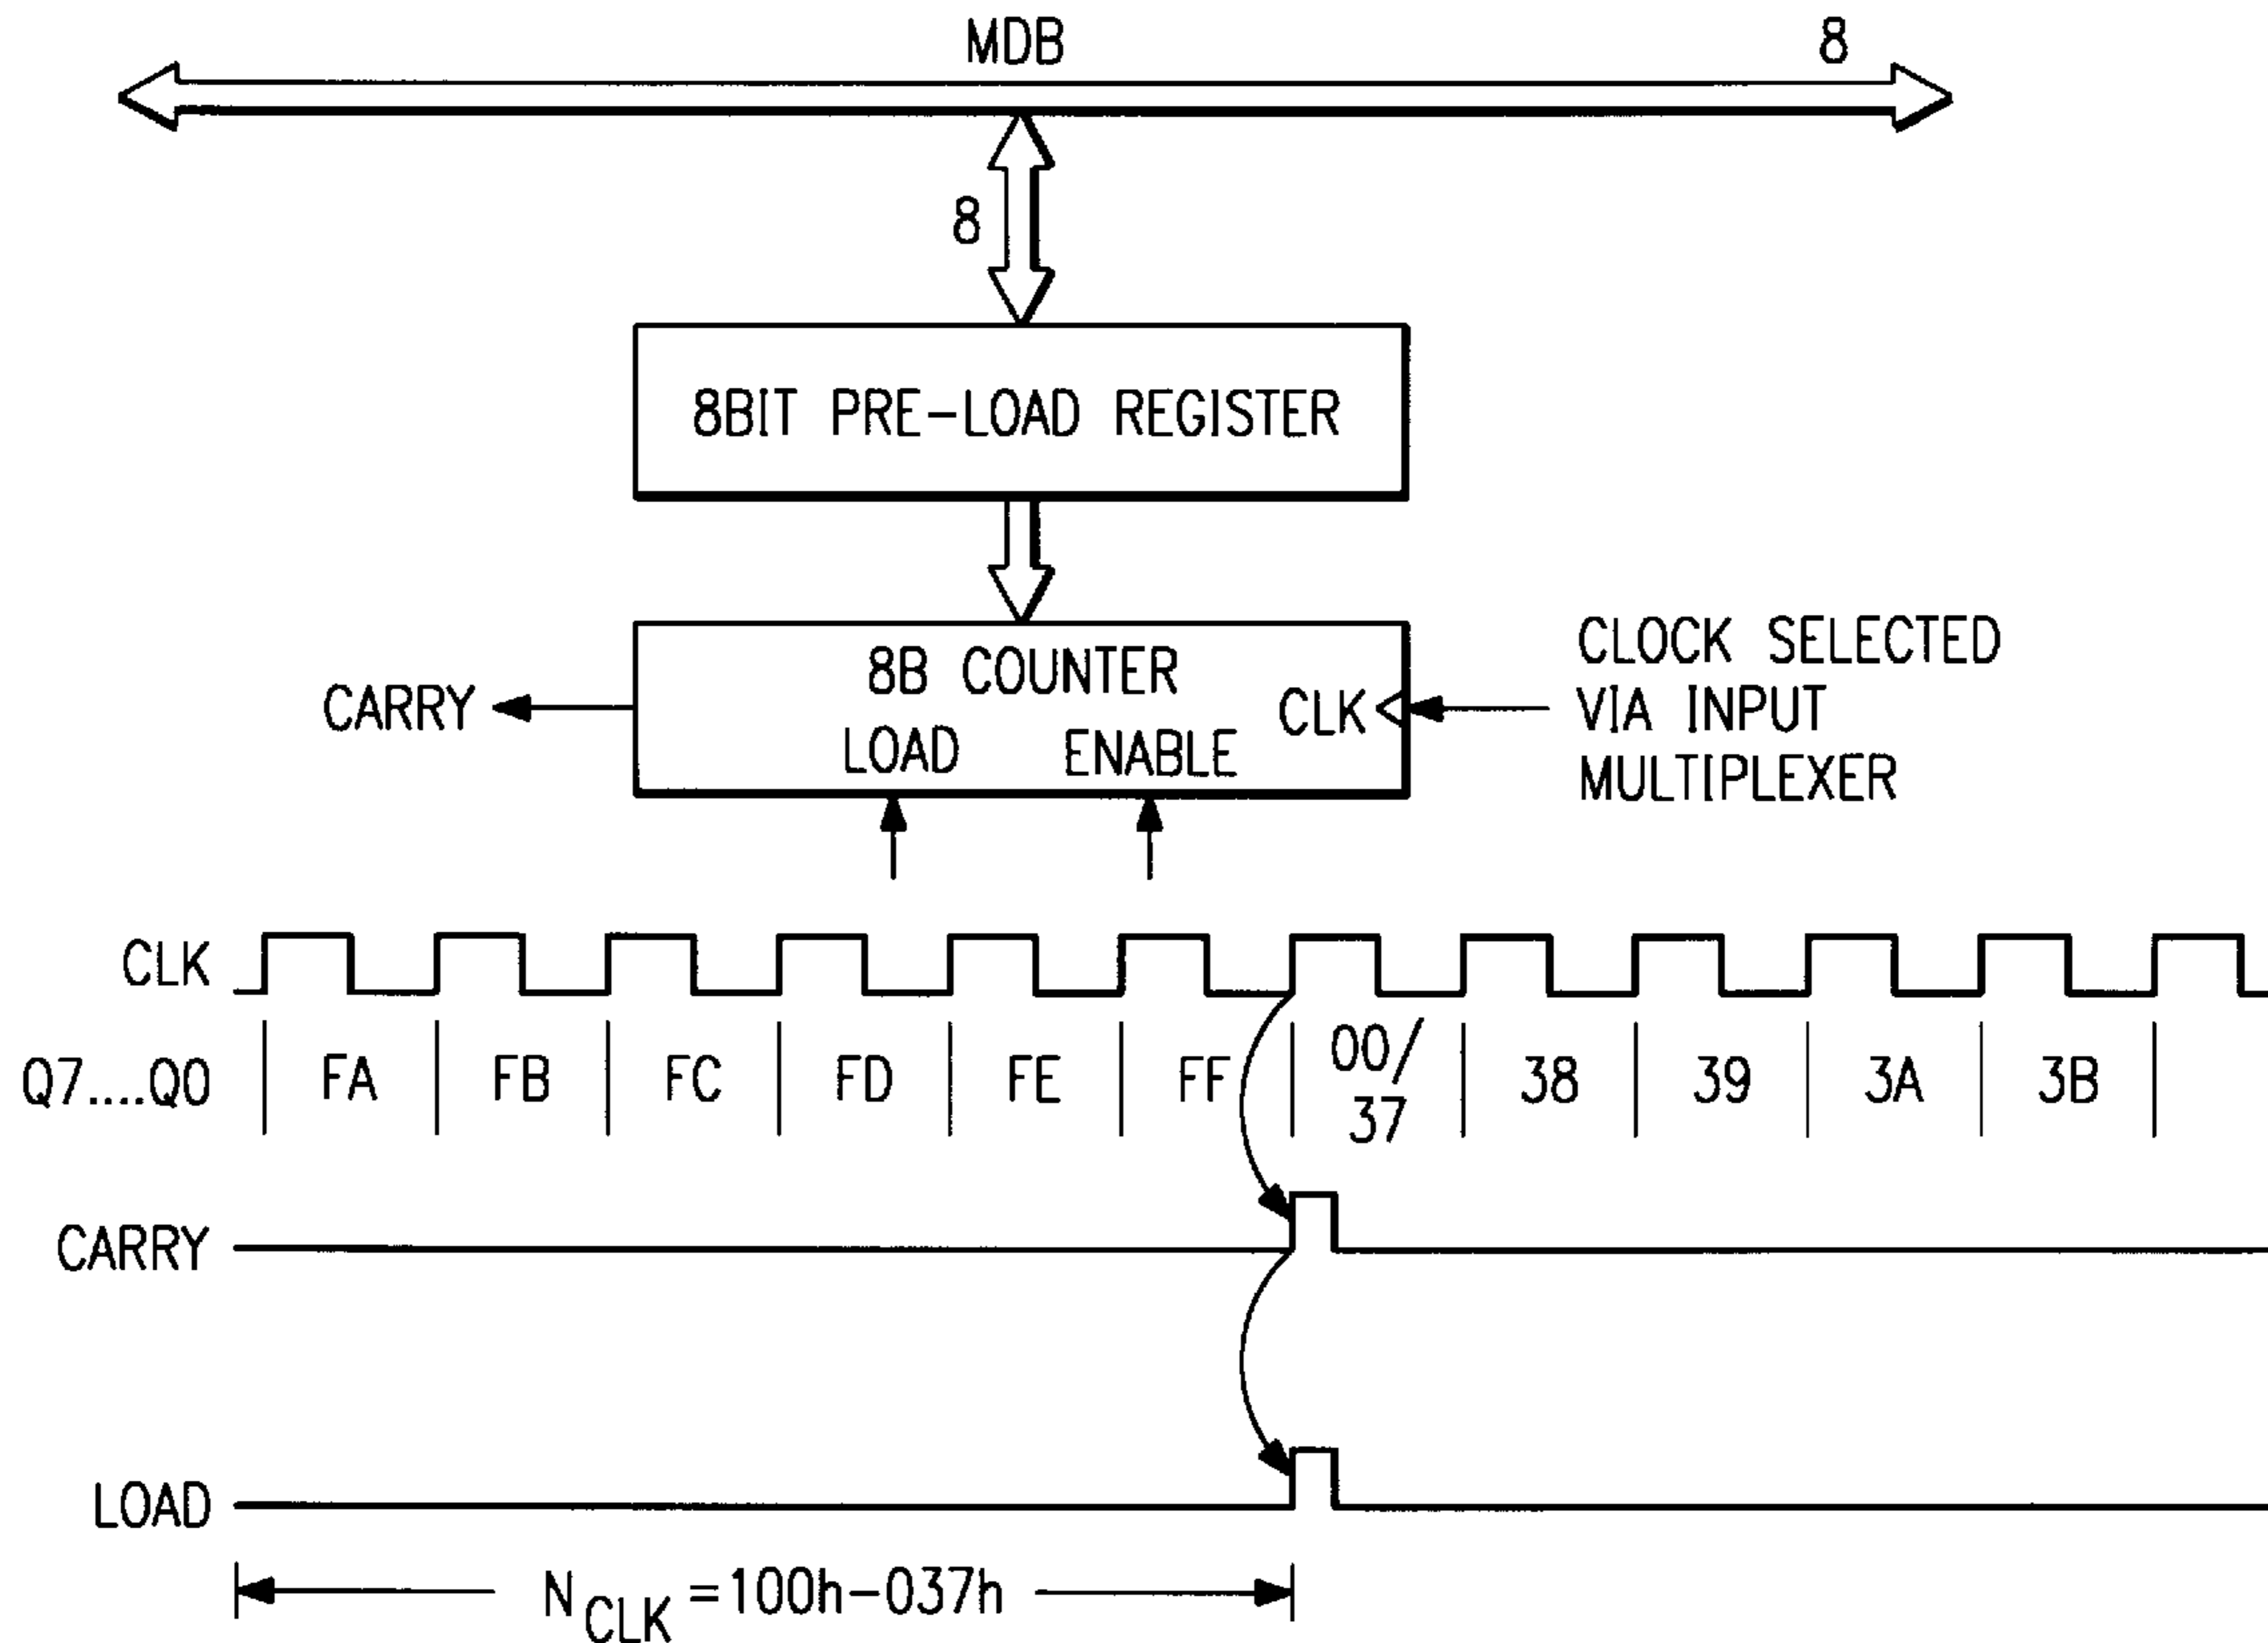 MDB 8
8
8BIT PRE-LOAD REGISTER
8B COUNTER
LOAD ENABLE CLK
CARRY
CLOCK SELECTED
VIA INPUT
MULTIPLEXER
CLK
Q7....Q0 FA FB FC FD FE FF 00/ 38 39 3A 3B
37
CARRY
LOAD
NCLK=100h-037h